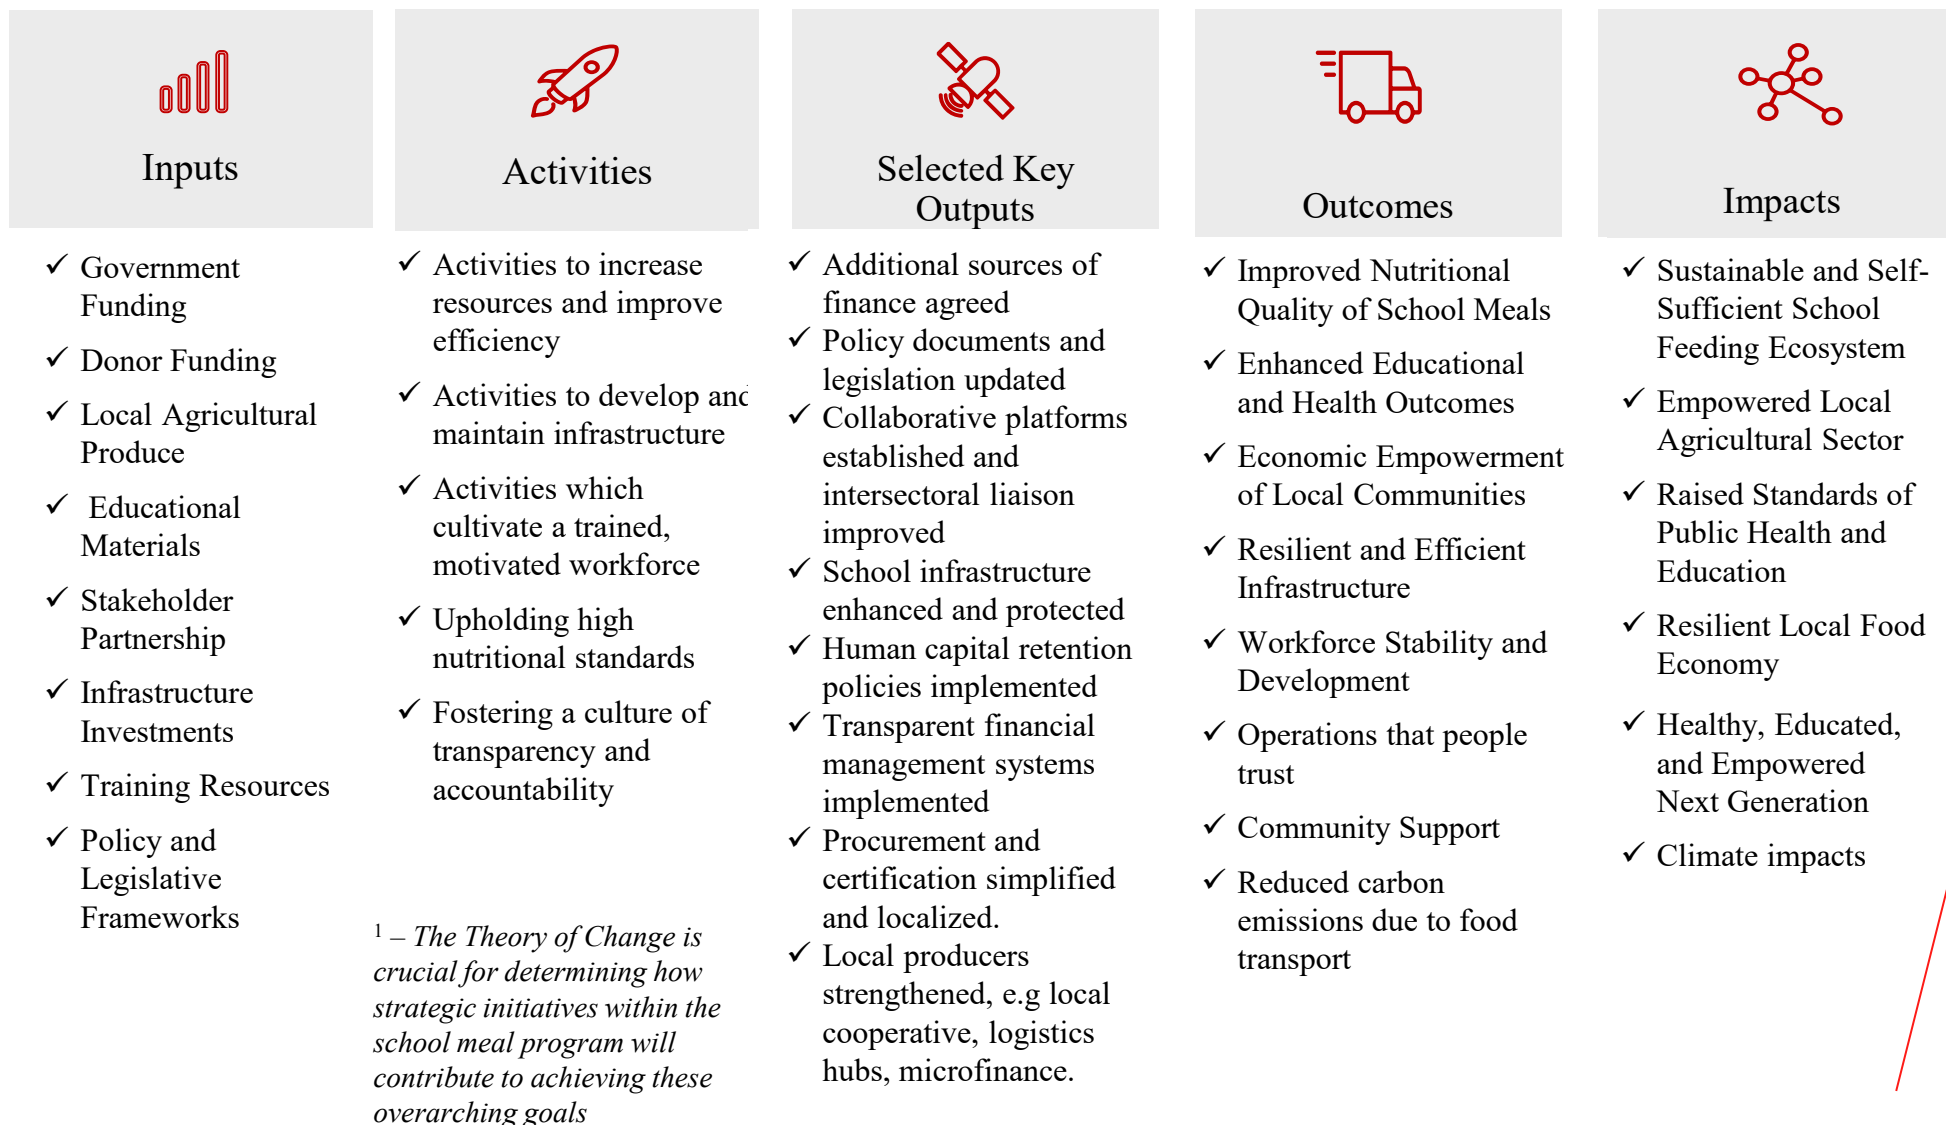 Inputs
✓ Government
Funding
✓ Donor Funding
✓ Local Agricultural
Produce
✓ Educational
Materials
✓ Stakeholder
Partnership
✓ Infrastructure
Investments
✓ Training Resources
✓ Policy and
Legislative
Frameworks
Activities
✓ Activities to increase
resources and improve
efficiency
✓ Activities to develop and
maintain infrastructure
✓ Activities which
cultivate a trained,
motivated workforce
✓ Upholding high
nutritional standards
✓ Fostering a culture of
transparency and
accountability
¹ – The Theory of Change is
crucial for determining how
strategic initiatives within the
school meal program will
contribute to achieving these
overarching goals
Selected Key
Outputs
✓ Additional sources of
finance agreed
✓ Policy documents and
legislation updated
✓ Collaborative platforms
established and
intersectoral liaison
improved
✓ School infrastructure
enhanced and protected
✓ Human capital retention
policies implemented
✓ Transparent financial
management systems
implemented
✓ Procurement and
certification simplified
and localized.
✓ Local producers
strengthened, e.g local
cooperative, logistics
hubs, microfinance.
Outcomes
✓ Improved Nutritional
Quality of School Meals
✓ Enhanced Educational
and Health Outcomes
✓ Economic Empowerment
of Local Communities
✓ Resilient and Efficient
Infrastructure
✓ Workforce Stability and
Development
✓ Operations that people
trust
✓ Community Support
✓ Reduced carbon
emissions due to food
transport
Impacts
✓ Sustainable and Self-
Sufficient School
Feeding Ecosystem
✓ Empowered Local
Agricultural Sector
✓ Raised Standards of
Public Health and
Education
✓ Resilient Local Food
Economy
✓ Healthy, Educated,
and Empowered
Next Generation
✓ Climate impacts